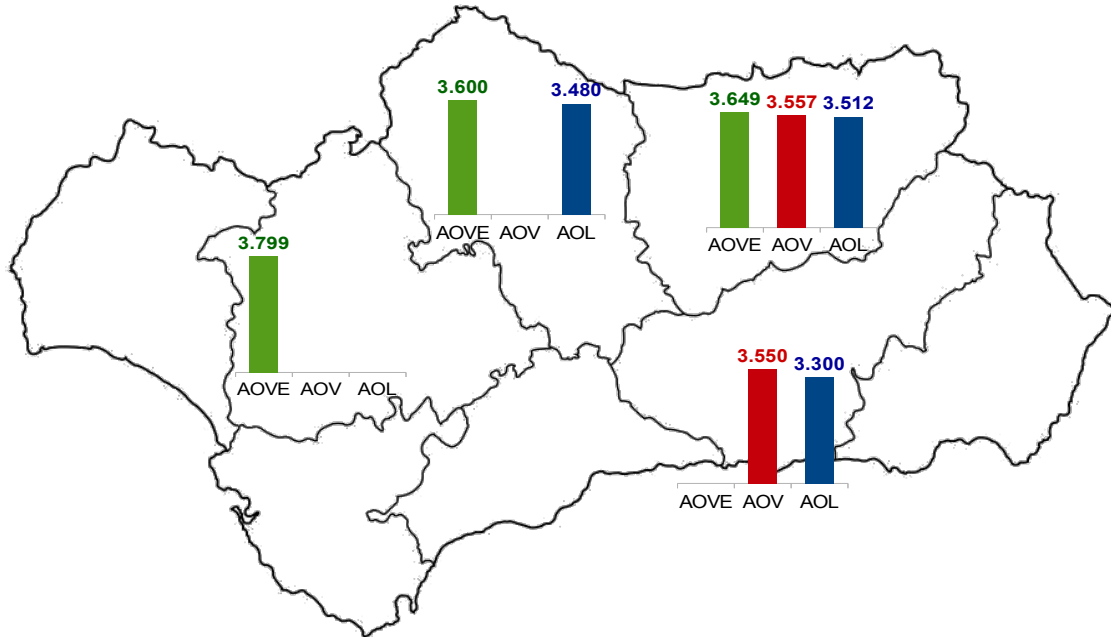 3.600
3.480
AOVE AOV AOL
3.649 3.557 3.512
AOVE AOV AOL
3.799
AOVE AOV AOL
3.550 3.300
AOVE AOV AOL